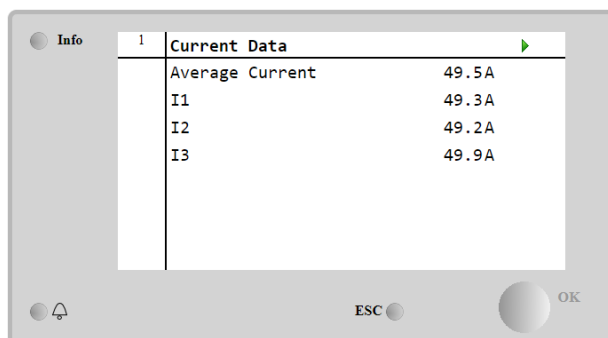 Info
1 Current Data
Average Current 49.5A
I1 49.3A
I2 49.2A
I3 49.9A
ESC
OK